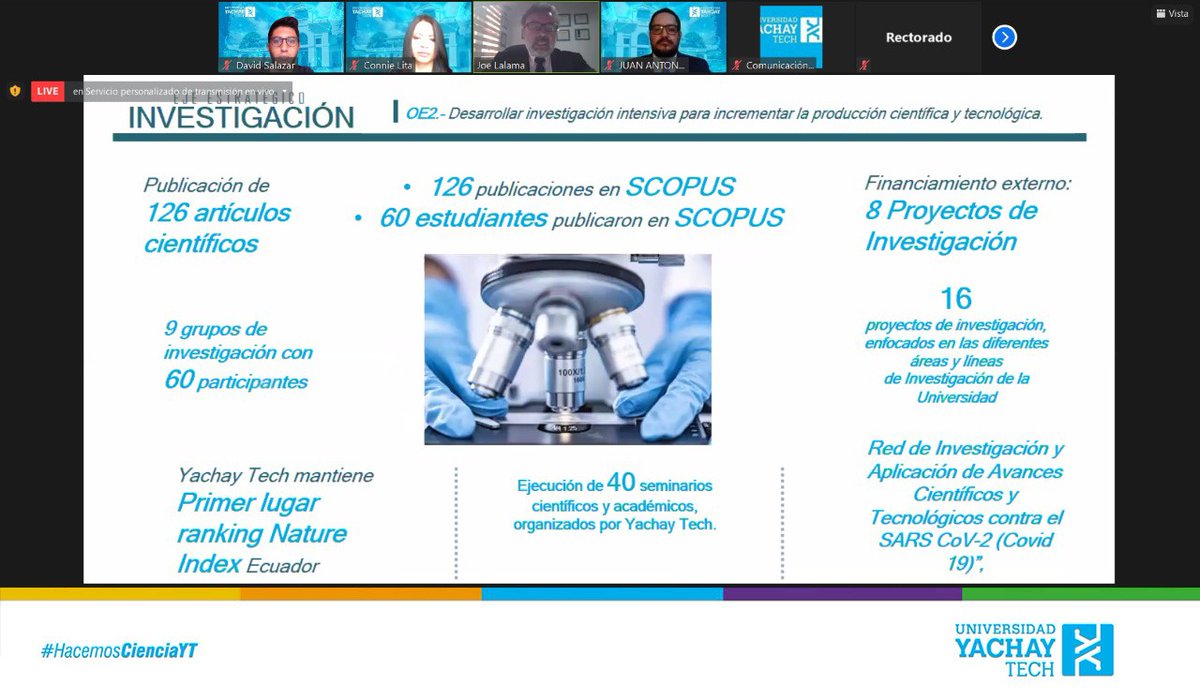 UNIVERSIDAD
YACHAY TECH
Vista
David Salazar
Connie Lita
Joe Lalama
JUAN ANTON...
Comunicación...
Rectorado
LIVE
en Servicio personalizado de transmisión en vivo
EJE ESTRATÉGICO
INVESTIGACIÓN
OE2.- Desarrollar investigación intensiva para incrementar la producción científica y tecnológica.
Publicación de
126 artículos
científicos
• 126 publicaciones en SCOPUS
• 60 estudiantes publicaron en SCOPUS
Financiamiento externo:
8 Proyectos de
Investigación
9 grupos de
investigación con
60 participantes
100X/1.
16
proyectos de investigación,
enfocados en las diferentes
áreas y líneas
de Investigación de la
Universidad
Yachay Tech mantiene
Primer lugar
ranking Nature
Index Ecuador
Ejecución de 40 seminarios
científicos y académicos,
organizados por Yachay Tech.
Red de Investigación y
Aplicación de Avances
Científicos y
Tecnológicos contra el
SARS CoV-2 (Covid
19)”,
#HacemosCienciaYT
UNIVERSIDAD
YACHAY
TECH